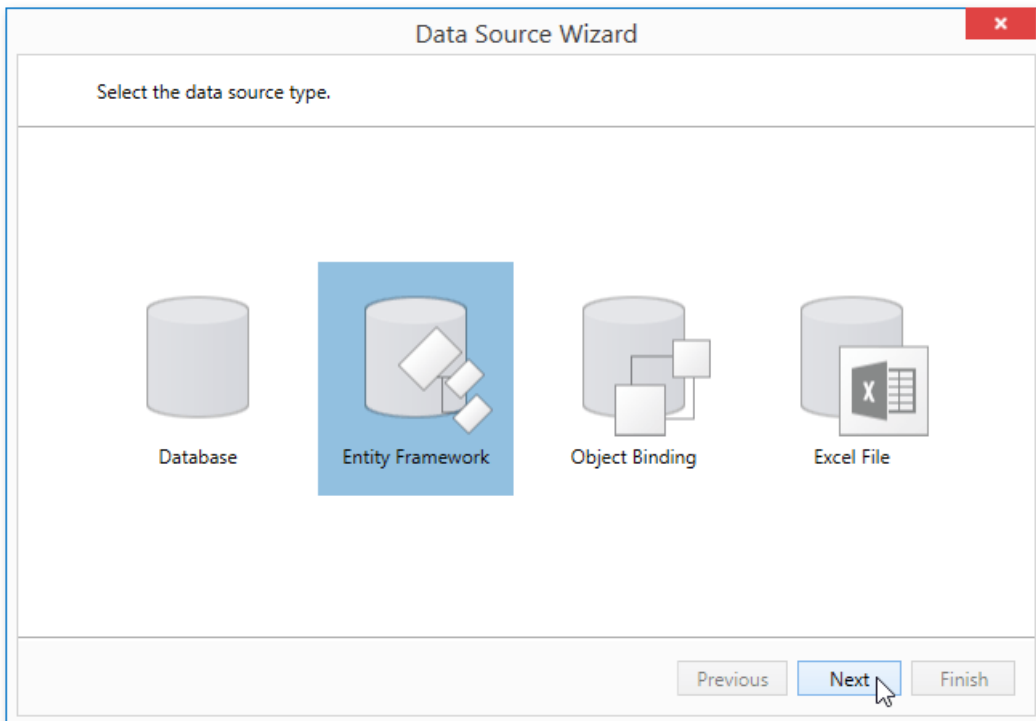 Data Source Wizard
Select the data source type.
Database
Entity Framework
Object Binding
X
Excel File
Previous
Next
Finish